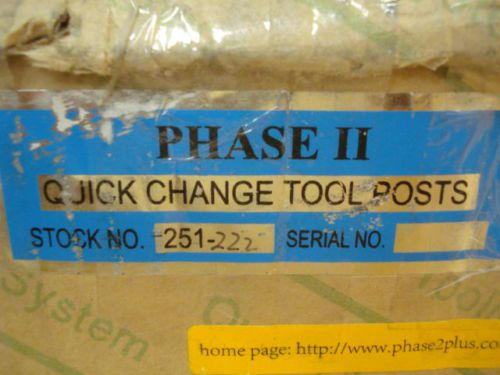 PHASE II
QUICK CHANGE TOOL POSTS
STOCK NO. 251-222 SERIAL NO.
System
home page: http://www.phase2plus.co